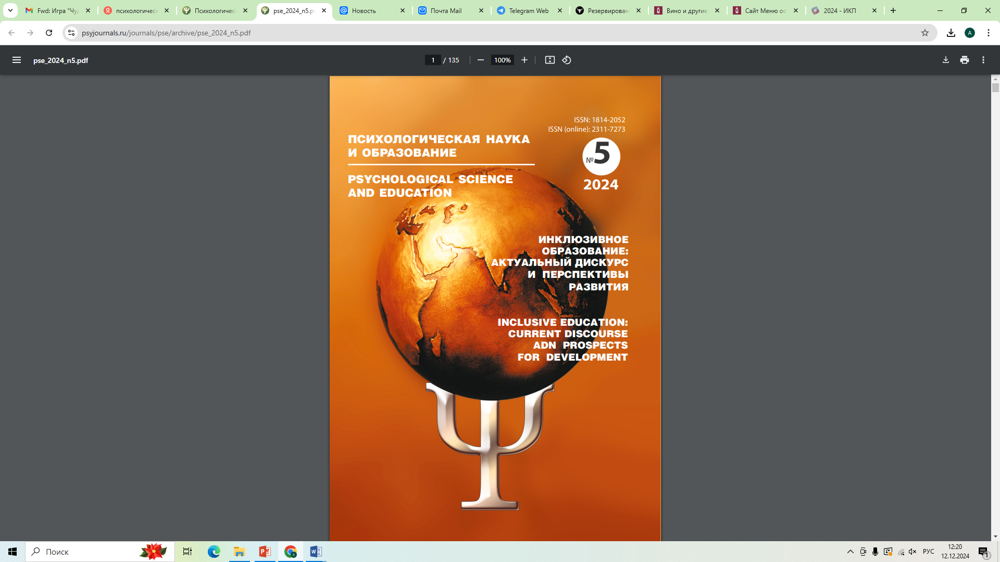 Fwd: Игра "Чу
психологическ
Психологическ
pse_2024_n5.p
Новость
Почта Mail
Telegram Web
Резервирован
Вино и другие
Сайт Меню ос
2024 - ИКП
psyjournals.ru/journals/pse/archive/pse_2024_n5.pdf
A
pse_2024_n5.pdf
1 / 135
100%
ISSN: 1814-2052
ISSN (online): 2311-7273
ПСИХОЛОГИЧЕСКАЯ НАУКА
И ОБРАЗОВАНИЕ
№5
2024
PSYCHOLOGICAL SCIENCE
AND EDUCATION
ИНКЛЮЗИВНОЕ
ОБРАЗОВАНИЕ:
АКТУАЛЬНЫЙ ДИСКУРС
И ПЕРСПЕКТИВЫ
РАЗВИТИЯ
INCLUSIVE EDUCATION:
CURRENT DISCOURSE
ADN PROSPECTS
FOR DEVELOPMENT
Поиск
РУС
12:20
12.12.2024
1